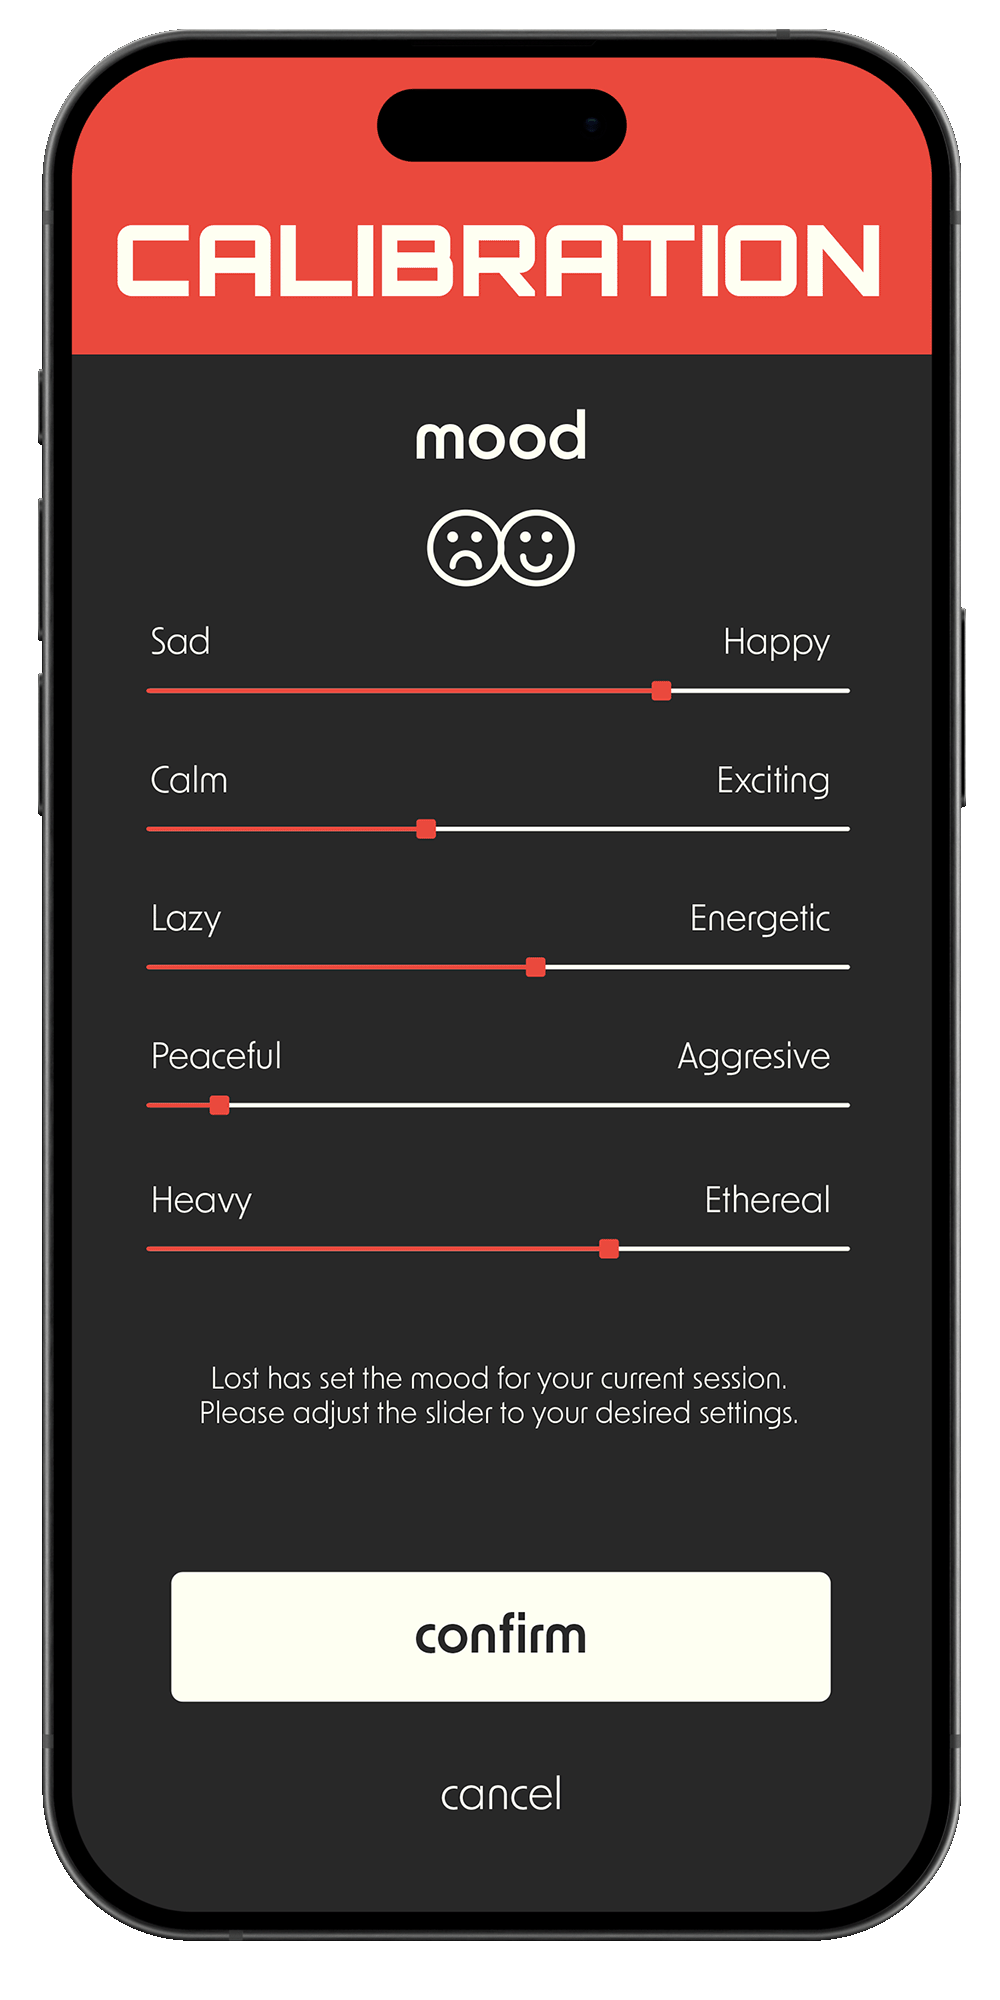 CALIBRATION
mood
Sad Happy
Calm Exciting
Lazy Energetic
Peaceful Aggresive
Heavy Ethereal
Lost has set the mood for your current session.
Please adjust the slider to your desired settings.
confirm
cancel